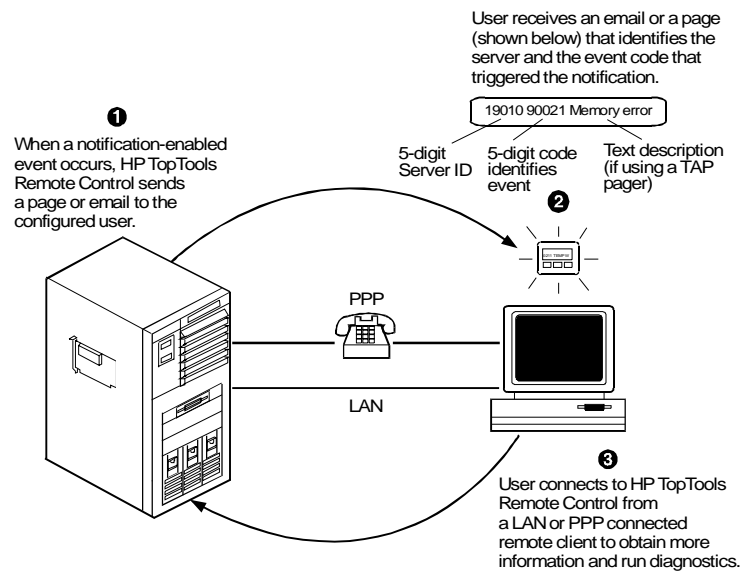 User receives an email or a page
(shown below) that identifies the
server and the event code that
triggered the notification.
19010 90021 Memory error
5-digit
Server ID
5-digit code
identifies
event
Text description
(if using a TAP
pager)
❶
When a notification-enabled
event occurs, HP TopTools
Remote Control sends
a page or email to the
configured user.
❷
PPP
LAN
❸
User connects to HP TopTools
Remote Control from
a LAN or PPP connected
remote client to obtain more
information and run diagnostics.